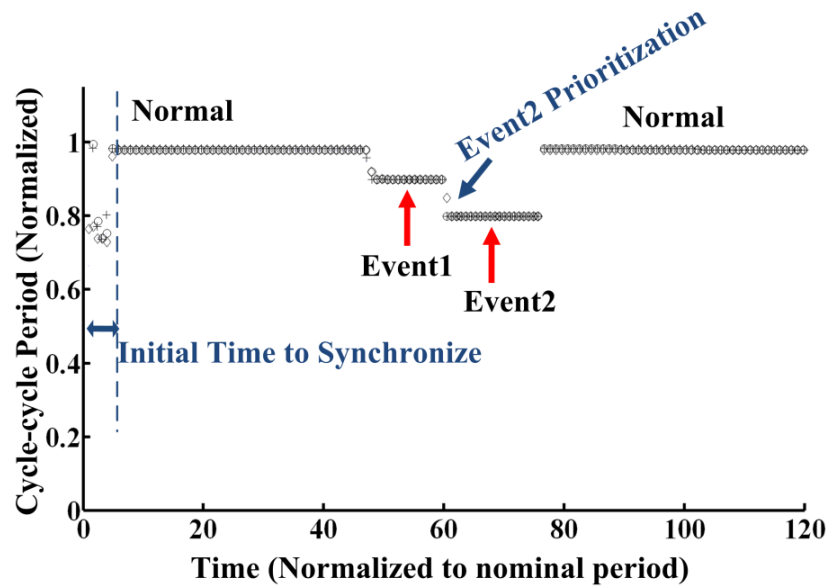 Event2 Prioritization
Normal
Normal
Cycle-cycle Period (Normalized)
1
0.8
0.6
0.4
0.2
0
Event1
Event2
Initial Time to Synchronize
0 20 40 60 80 100 120
Time (Normalized to nominal period)